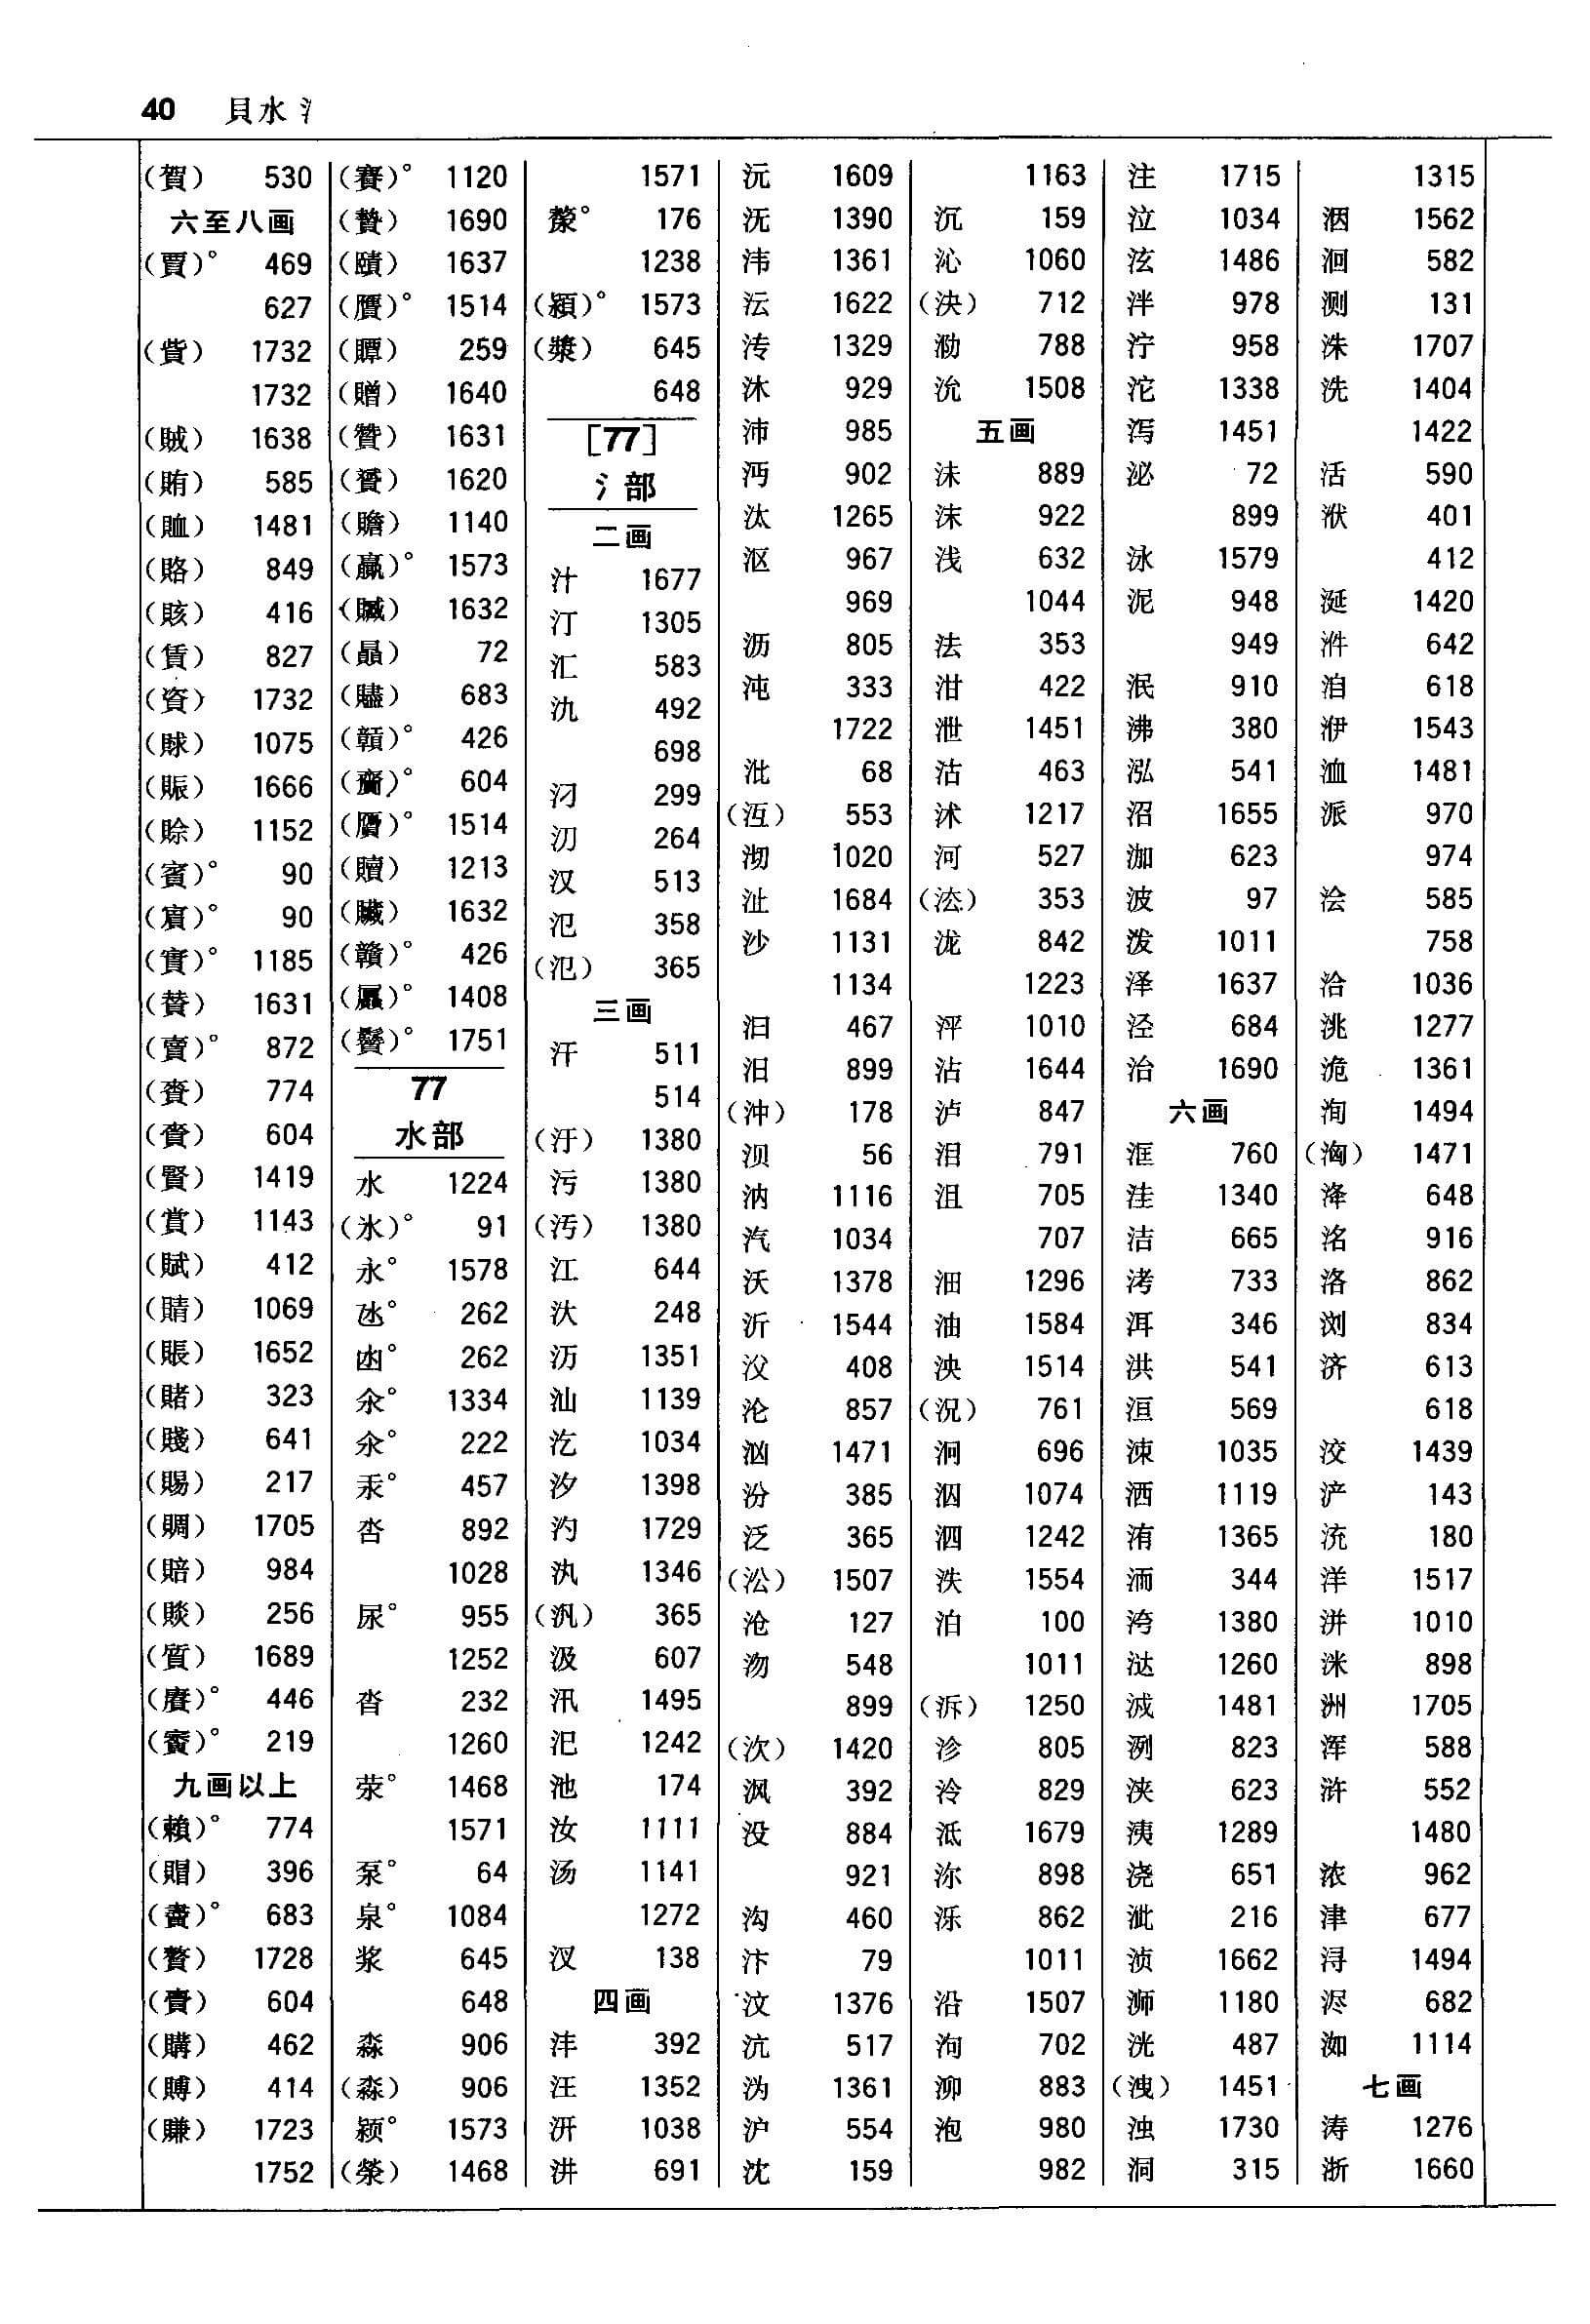 40 貝水氵
(賀) 530
六至八画
(賈)° 469
627
(貲) 1732
1732
(賊) 1638
(賄) 585
(賉) 1481
(賂) 849
(賅) 416
(賃) 827
(資) 1732
(賕) 1075
(賑) 1666
(賒) 1152
(賓)° 90
(賔)° 90
(實)° 1185
(賛) 1631
(賣)° 872
(賚) 774
(賫) 604
(賢) 1419
(賞) 1143
(賦) 412
(賵) 1069
(賬) 1652
(賭) 323
(賤) 641
(賜) 217
(賙) 1705
(賠) 984
(賧) 256
(質) 1689
(賡)° 446
(賨)° 219
九画以上
(賴)° 774
(賵) 396
(賮)° 683
(贅) 1728
(賷) 604
(購) 462
(賻) 414
(賺) 1723
1752
(賽)° 1120
(贄) 1690
(賾) 1637
(贋)° 1514
(贉) 259
(贈) 1640
(贊) 1631
(贇) 1620
(贍) 1140
(贏)° 1573
(贓) 1632
(贔) 72
(贐) 683
(贑)° 426
(齎)° 604
(贗)° 1514
(贖) 1213
(贜) 1632
(贛)° 426
(贙)° 1408
1751
77
水部
水 1224
(氷)° 91
永° 1578
氹° 262
凼° 262
氽° 1334
汆° 222
汞° 457
沓 892
1028
尿° 955
1252
沓 232
1260
荥° 1468
1571
泵° 64
泉° 1084
浆 645
648
淼 906
(淼) 906
颍° 1573
(滎) 1468
1571
漦° 176
1238
(潁)° 1573
(漿) 645
648
[77]
氵部
二画
汁 1677
汀 1305
汇 583
氿 492
698
汈 299
氻 264
汉 513
氾 358
(氾) 365
三画
汗 511
514
(汙) 1380
污 1380
(汚) 1380
江 644
汏 248
沥 1351
汕 1139
汔 1034
汐 1398
汋 1729
汍 1346
(汎) 365
汲 607
汛 1495
汜 1242
池 174
汝 1111
汤 1141
1272
汊 138
四画
沣 392
汪 1352
汧 1038
汫 691
沅 1609
沋 1390
沣 1361
沄 1622
沎 1329
沐 929
沛 985
沔 902
汰 1265
沤 967
969
沥 805
沌 333
1722
沘 68
(沍) 553
沏 1020
沚 1684
沙 1131
1134
汩 467
汨 899
(沖) 178
浿 56
汭 1116
汽 1034
沃 1378
沂 1544
汷 408
沦 857
汹 1471
汾 385
泛 365
(沿) 1507
沧 127
沕 548
899
(次) 1420
沨 392
没 884
921
沟 460
汴 79
汶 1376
沆 517
沩 1361
沪 554
沈 159
1163
沉 159
沁 1060
(決) 712
泐 788
沇 1508
五画
沬 889
沫 922
浅 632
1044
法 353
泔 422
泄 1451
沽 463
沭 1217
河 527
(泫) 353
泷 842
1223
泙 1010
沾 1644
泸 847
泪 791
沮 705
707
沺 1296
油 1584
泱 1514
(況) 761
泂 696
泅 1074
泗 1242
泆 1554
泊 100
1011
(泝) 1250
沴 805
泠 829
泜 1679
沵 898
泺 862
1011
沿 1507
泃 702
泖 883
泡 980
982
注 1715
泣 1034
泫 1486
泮 978
泞 958
沱 1338
泻 1451
泌 72
899
泳 1579
泥 948
949
泯 910
沸 380
泓 541
沼 1655
泇 623
波 97
泼 1011
泽 1637
泾 684
治 1690
六画
洭 760
洼 1340
洁 665
洘 733
洱 346
洪 541
洹 569
涑 1035
洒 1119
洧 1365
洏 344
洿 1380
汏 1260
洫 1481
洌 823
浃 623
洟 1289
浇 651
泚 216
浈 1662
浉 1180
洸 487
(洩) 1451
浊 1730
洞 315
1315
洇 1562
洄 582
测 131
洙 1707
洗 1404
1422
活 590
洑 401
412
涎 1420
洊 642
洎 618
洢 1543
洫 1481
派 970
974
浍 585
758
洽 1036
洮 1277
洈 1361
洵 1494
(洶) 1471
洚 648
洺 916
洛 862
浏 834
济 613
618
洨 1439
浐 143
流 180
洋 1517
洴 1010
洣 898
洲 1705
浑 588
浒 552
1480
浓 962
津 677
浔 1494
浕 682
洳 1114
七画
涛 1276
浙 1660